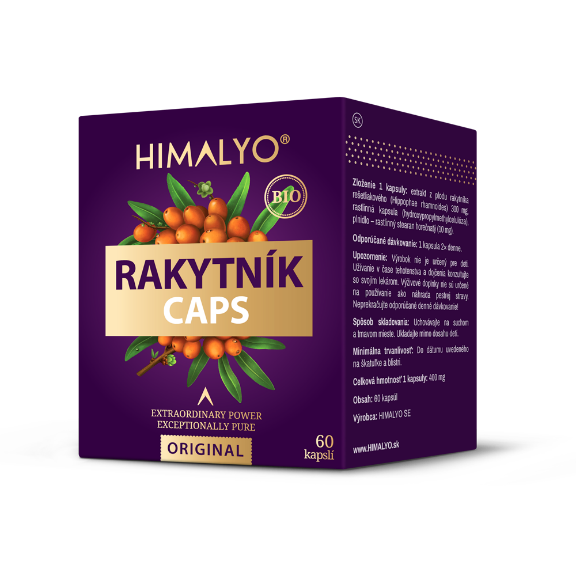 HIMALYO®
BIO
RAKYTNÍK
CAPS
EXTRAORDINARY POWER
EXCEPTIONALLY PURE
ORIGINAL
60
kapslí
SK
Zloženie 1 kapsuly: extrakt z plodu rakytníka
rešetliakového (Hippophae rhamnoides) 300 mg,
rastlinná kapsula (hydroxypropylmethylcelulóza),
plnidlo – rastlinný stearan horečnatý (10 mg).
Odporúčané dávkovanie: 1 kapsula 2× denne.
Upozornenie: Výrobok nie je určený pre deti.
Užívanie v čase tehotenstva a dojčenia konzultujte
so svojim lekárom. Výživové doplnky nie sú určené
na používanie ako náhrada pestrej stravy.
Neprekračujte odporúčané denné dávkovanie!
Spôsob skladovania: Uchovávajte na suchom
a tmavom mieste. Ukladajte mimo dosahu detí.
Minimálna trvanlivosť: Do dátumu uvedeného
na škatuľke a blistri.
Celková hmotnosť 1 kapsuly: 400 mg
Obsah: 60 kapsúl
Výrobca: HIMALYO SE
www.HIMALYO.sk